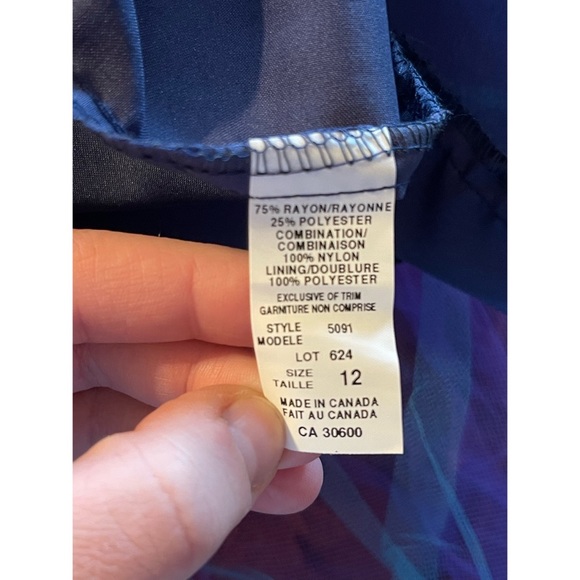 75% RAYON/RAYONNE
25% POLYESTER
COMBINATION/
COMBINAISON
100% NYLON
LINING/DOUBLURE
100% POLYESTER
EXCLUSIVE OF TRIM
GARNITURE NON COMPRISE
STYLE 5091
MODELE
LOT 624
SIZE 12
TAILLE
MADE IN CANADA
FAIT AU CANADA
CA 30600